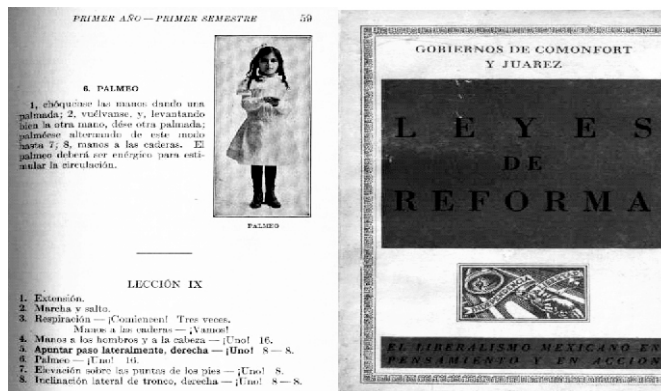 PRIMER AÑO — PRIMER SEMESTRE 59
6. PALMEO
1, chóquense las manos dando una
palmada; 2, vuélvanse, y, levantando
bien la otra mano, dése otra palmada;
palméese alternando de este modo
hasta 7; 8, manos a las caderas. El
palmeo deberá ser enérgico para esti-
mular la circulación.
PALMEO
LECCIÓN IX
1. Extensión.
2. Marcha y salto.
3. Respiración — ¡Comiencen! Tres veces.
Manos a las caderas — ¡Vamos!
4. Manos a los hombros y a la cabeza — ¡Uno! 16.
5. Apuntar paso lateralmente, derecha — ¡Uno! 8 — 8.
6. Palmeo — ¡Uno! 16.
7. Elevación sobre las puntas de los pies — ¡Uno! 8.
8. Inclinación lateral de tronco, derecha — ¡Uno! 8 — 8.
GOBIERNOS DE COMONFORT
Y JUAREZ
LEYES
DE
REFORMA
INDEPENDENCIA LIBERTAD
EL LIBERALISMO MEXICANO EN
PENSAMIENTO Y EN ACCION